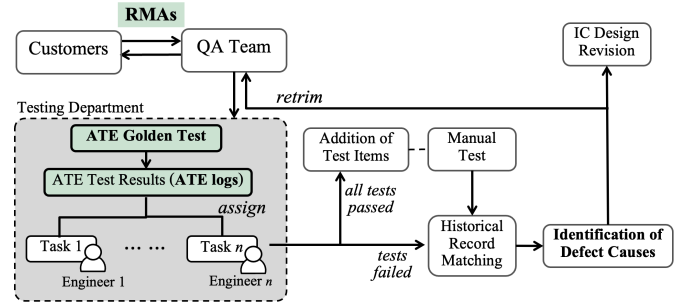 RMAs
Customers
QA Team
IC Design
Revision
retrim
Testing Department
ATE Golden Test
ATE Test Results (ATE logs)
assign
Task 1
... ...
Task n
Engineer 1
Engineer n
Addition of
Test Items
Manual
Test
all tests
passed
tests
failed
Historical
Record
Matching
Identification of
Defect Causes